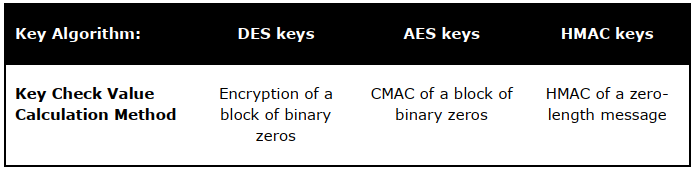 Key Algorithm: DES keys AES keys HMAC keys
Key Check Value Encryption of a CMAC of a block of HMAC of a zero-
Calculation Method block of binary binary zeros length message
zeros